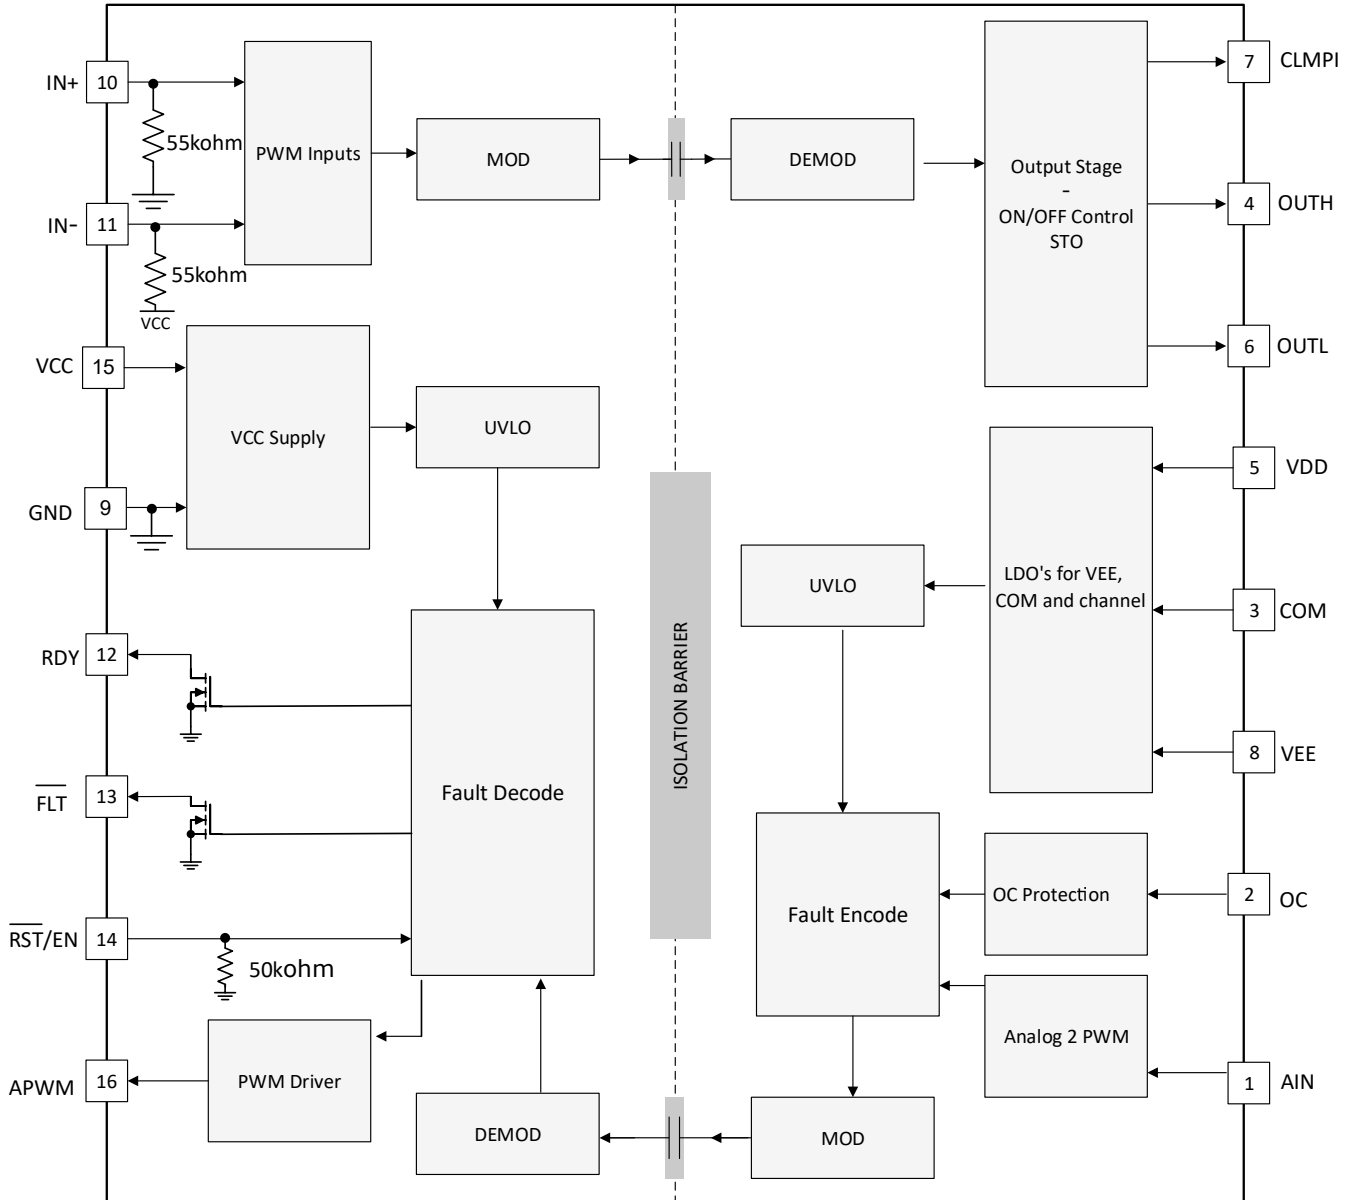 IN+
10
55kohm
IN-
11
55kohm
VCC
PWM Inputs
MOD
DEMOD
Output Stage
-
ON/OFF Control
STO
7
CLMPI
4
OUTH
6
OUTL
VCC
15
GND
9
VCC Supply
UVLO
5
VDD
3
COM
8
VEE
LDO's for VEE,
COM and channel
UVLO
ISOLATION BARRIER
RDY
12
FLT
13
RST/EN
14
50kohm
Fault Decode
Fault Encode
OC Protection
2
OC
Analog 2 PWM
1
AIN
APWM
16
PWM Driver
DEMOD
MOD